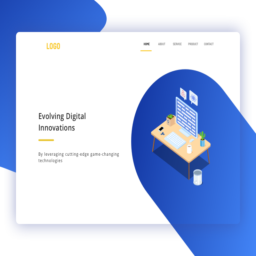 LOGO
HOME ABOUT SERVICE PRODUCT CONTACT
Evolving Digital
Innovations
By leveraging cutting-edge game-changing
technologies